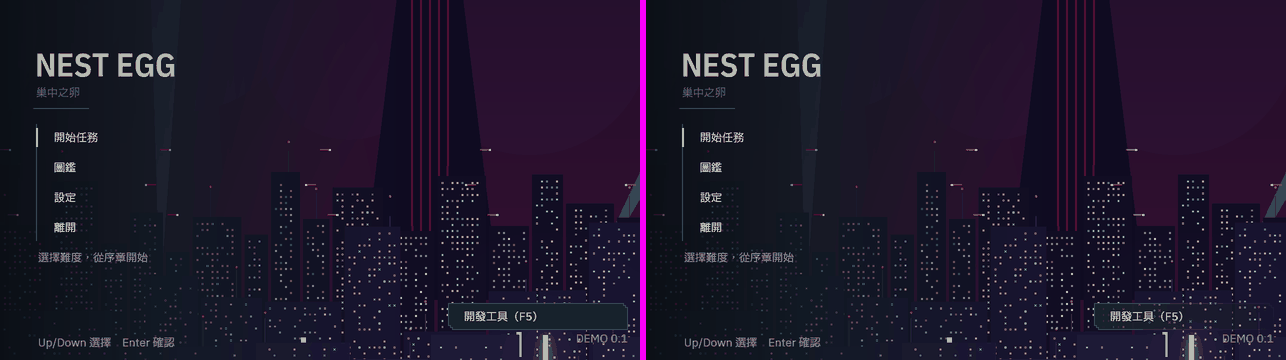 NEST EGG
巢中之卵
開始任務
圖鑑
設定
離開
選擇難度，從序章開始
開發工具（F5）
Up/Down 選擇　Enter 確認
DEMO 0.1
NEST EGG
巢中之卵
開始任務
圖鑑
設定
離開
選擇難度，從序章開始
開發工具（F5）
Up/Down 選擇　Enter 確認
DEMO 0.1